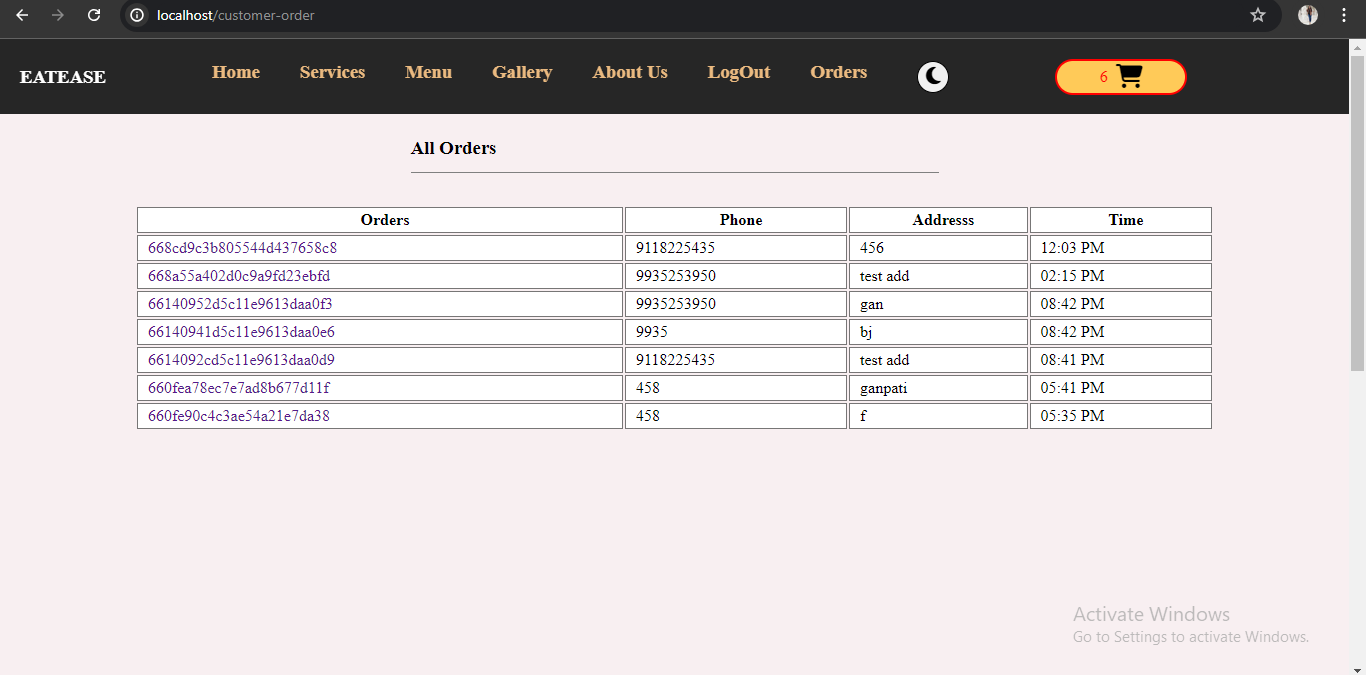 localhost/customer-order
EATEASE Home Services Menu Gallery About Us LogOut Orders 6
All Orders
Orders Phone Addresss Time
668cd9c3b805544d437658c8 9118225435 456 12:03 PM
668a55a402d0c9a9fd23ebfd 9935253950 test add 02:15 PM
66140952d5c11e9613daa0f3 9935253950 gan 08:42 PM
66140941d5c11e9613daa0e6 9935 bj 08:42 PM
6614092cd5c11e9613daa0d9 9118225435 test add 08:41 PM
660fea78ec7e7ad8b677d11f 458 ganpati 05:41 PM
660fe90c4c3ae54a21e7da38 458 f 05:35 PM
Activate Windows
Go to Settings to activate Windows.